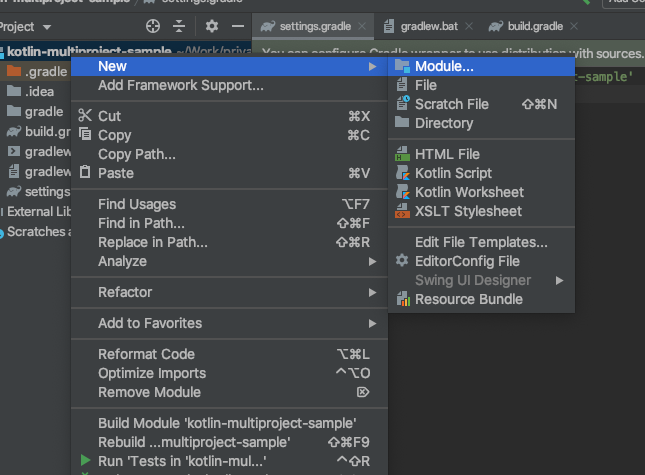 settings.gradle
Project
settings.gradle
gradlew.bat
build.gradle
kotlin-multiproject-sample ~/Work/priva
You can configure Gradle wrapper to use distribution with sources.
.gradle
.idea
gradle
build.gr
gradlew
gradlew
settings
External Lib
Scratches a
New
Add Framework Support...
Cut ⌘X
Copy ⌘C
Copy Path...
Paste ⌘V
Find Usages ⌥F7
Find in Path... ⇧⌘F
Replace in Path... ⇧⌘R
Analyze
Refactor
Add to Favorites
Reformat Code ⌥⌘L
Optimize Imports ^⌥O
Remove Module ⌦
Build Module 'kotlin-multiproject-sample'
Rebuild ...multiproject-sample' ⇧⌘F9
Run 'Tests in 'kotlin-mul...' ^⇧R
Module...
File
Scratch File ⇧⌘N
Directory
HTML File
Kotlin Script
Kotlin Worksheet
XSLT Stylesheet
Edit File Templates...
EditorConfig File
Swing UI Designer
Resource Bundle
t-sample'